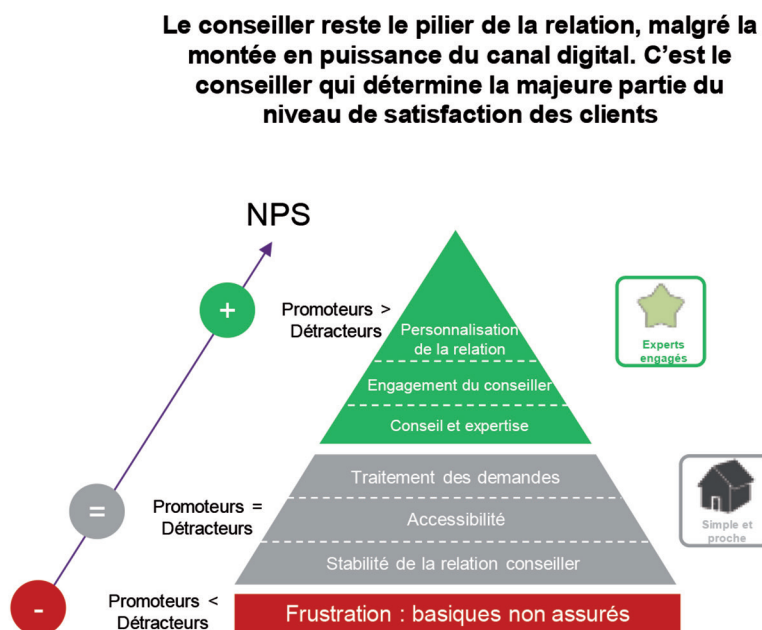 Le conseiller reste le pilier de la relation, malgré la
montée en puissance du canal digital. C’est le
conseiller qui détermine la majeure partie du
niveau de satisfaction des clients
NPS
+
Promoteurs >
Détracteurs
Personnalisation
de la relation
Engagement du conseiller
Conseil et expertise
Experts
engagés
Traitement des demandes
Accessibilité
Stabilité de la relation conseiller
=
Promoteurs =
Détracteurs
Simple et
proche
-
Promoteurs <
Détracteurs
Frustration : basiques non assurés